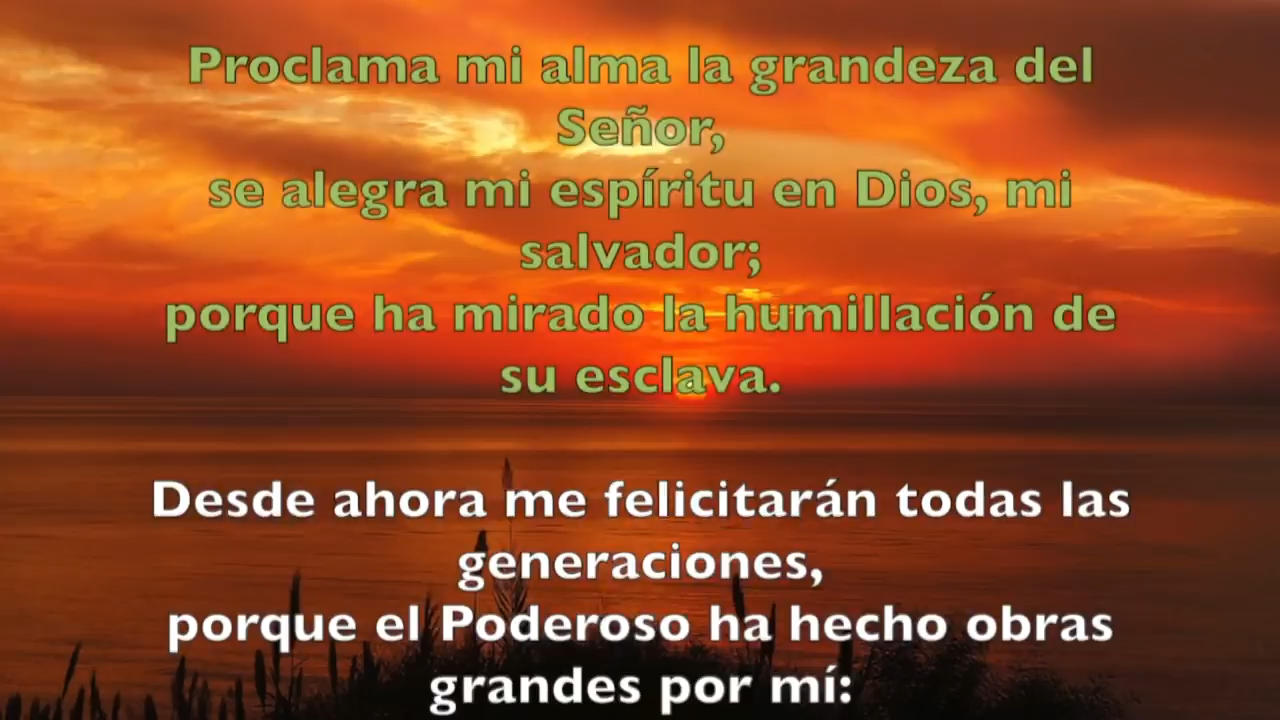 Proclama mi alma la grandeza del
Señor,
se alegra mi espíritu en Dios, mi
salvador;
porque ha mirado la humillación de
su esclava.
Desde ahora me felicitarán todas las
generaciones,
porque el Poderoso ha hecho obras
grandes por mí: